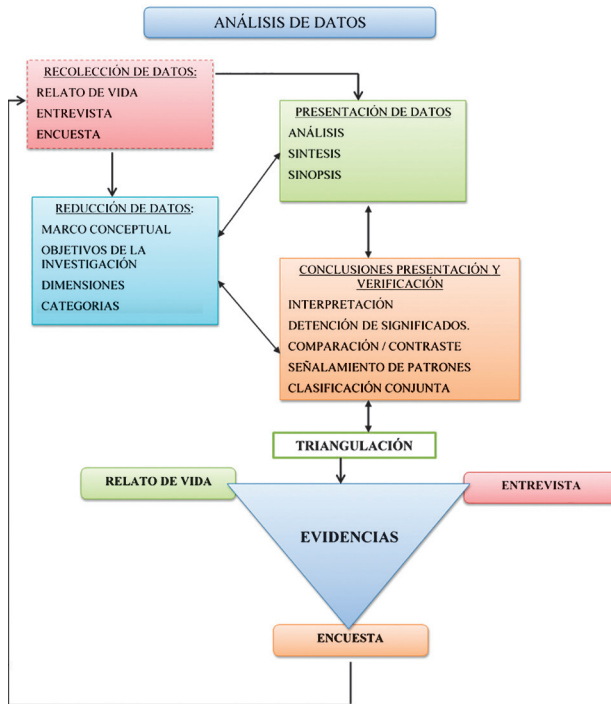 ANÁLISIS DE DATOS
RECOLECCIÓN DE DATOS:
RELATO DE VIDA
ENTREVISTA
ENCUESTA
PRESENTACIÓN DE DATOS
ANÁLISIS
SINTESIS
SINOPSIS
REDUCCIÓN DE DATOS:
MARCO CONCEPTUAL
OBJETIVOS DE LA
INVESTIGACIÓN
DIMENSIONES
CATEGORIAS
CONCLUSIONES PRESENTACIÓN Y
VERIFICACIÓN
INTERPRETACIÓN
DETENCIÓN DE SIGNIFICADOS.
COMPARACIÓN / CONTRASTE
SEÑALAMIENTO DE PATRONES
CLASIFICACIÓN CONJUNTA
TRIANGULACIÓN
RELATO DE VIDA
ENTREVISTA
EVIDENCIAS
ENCUESTA